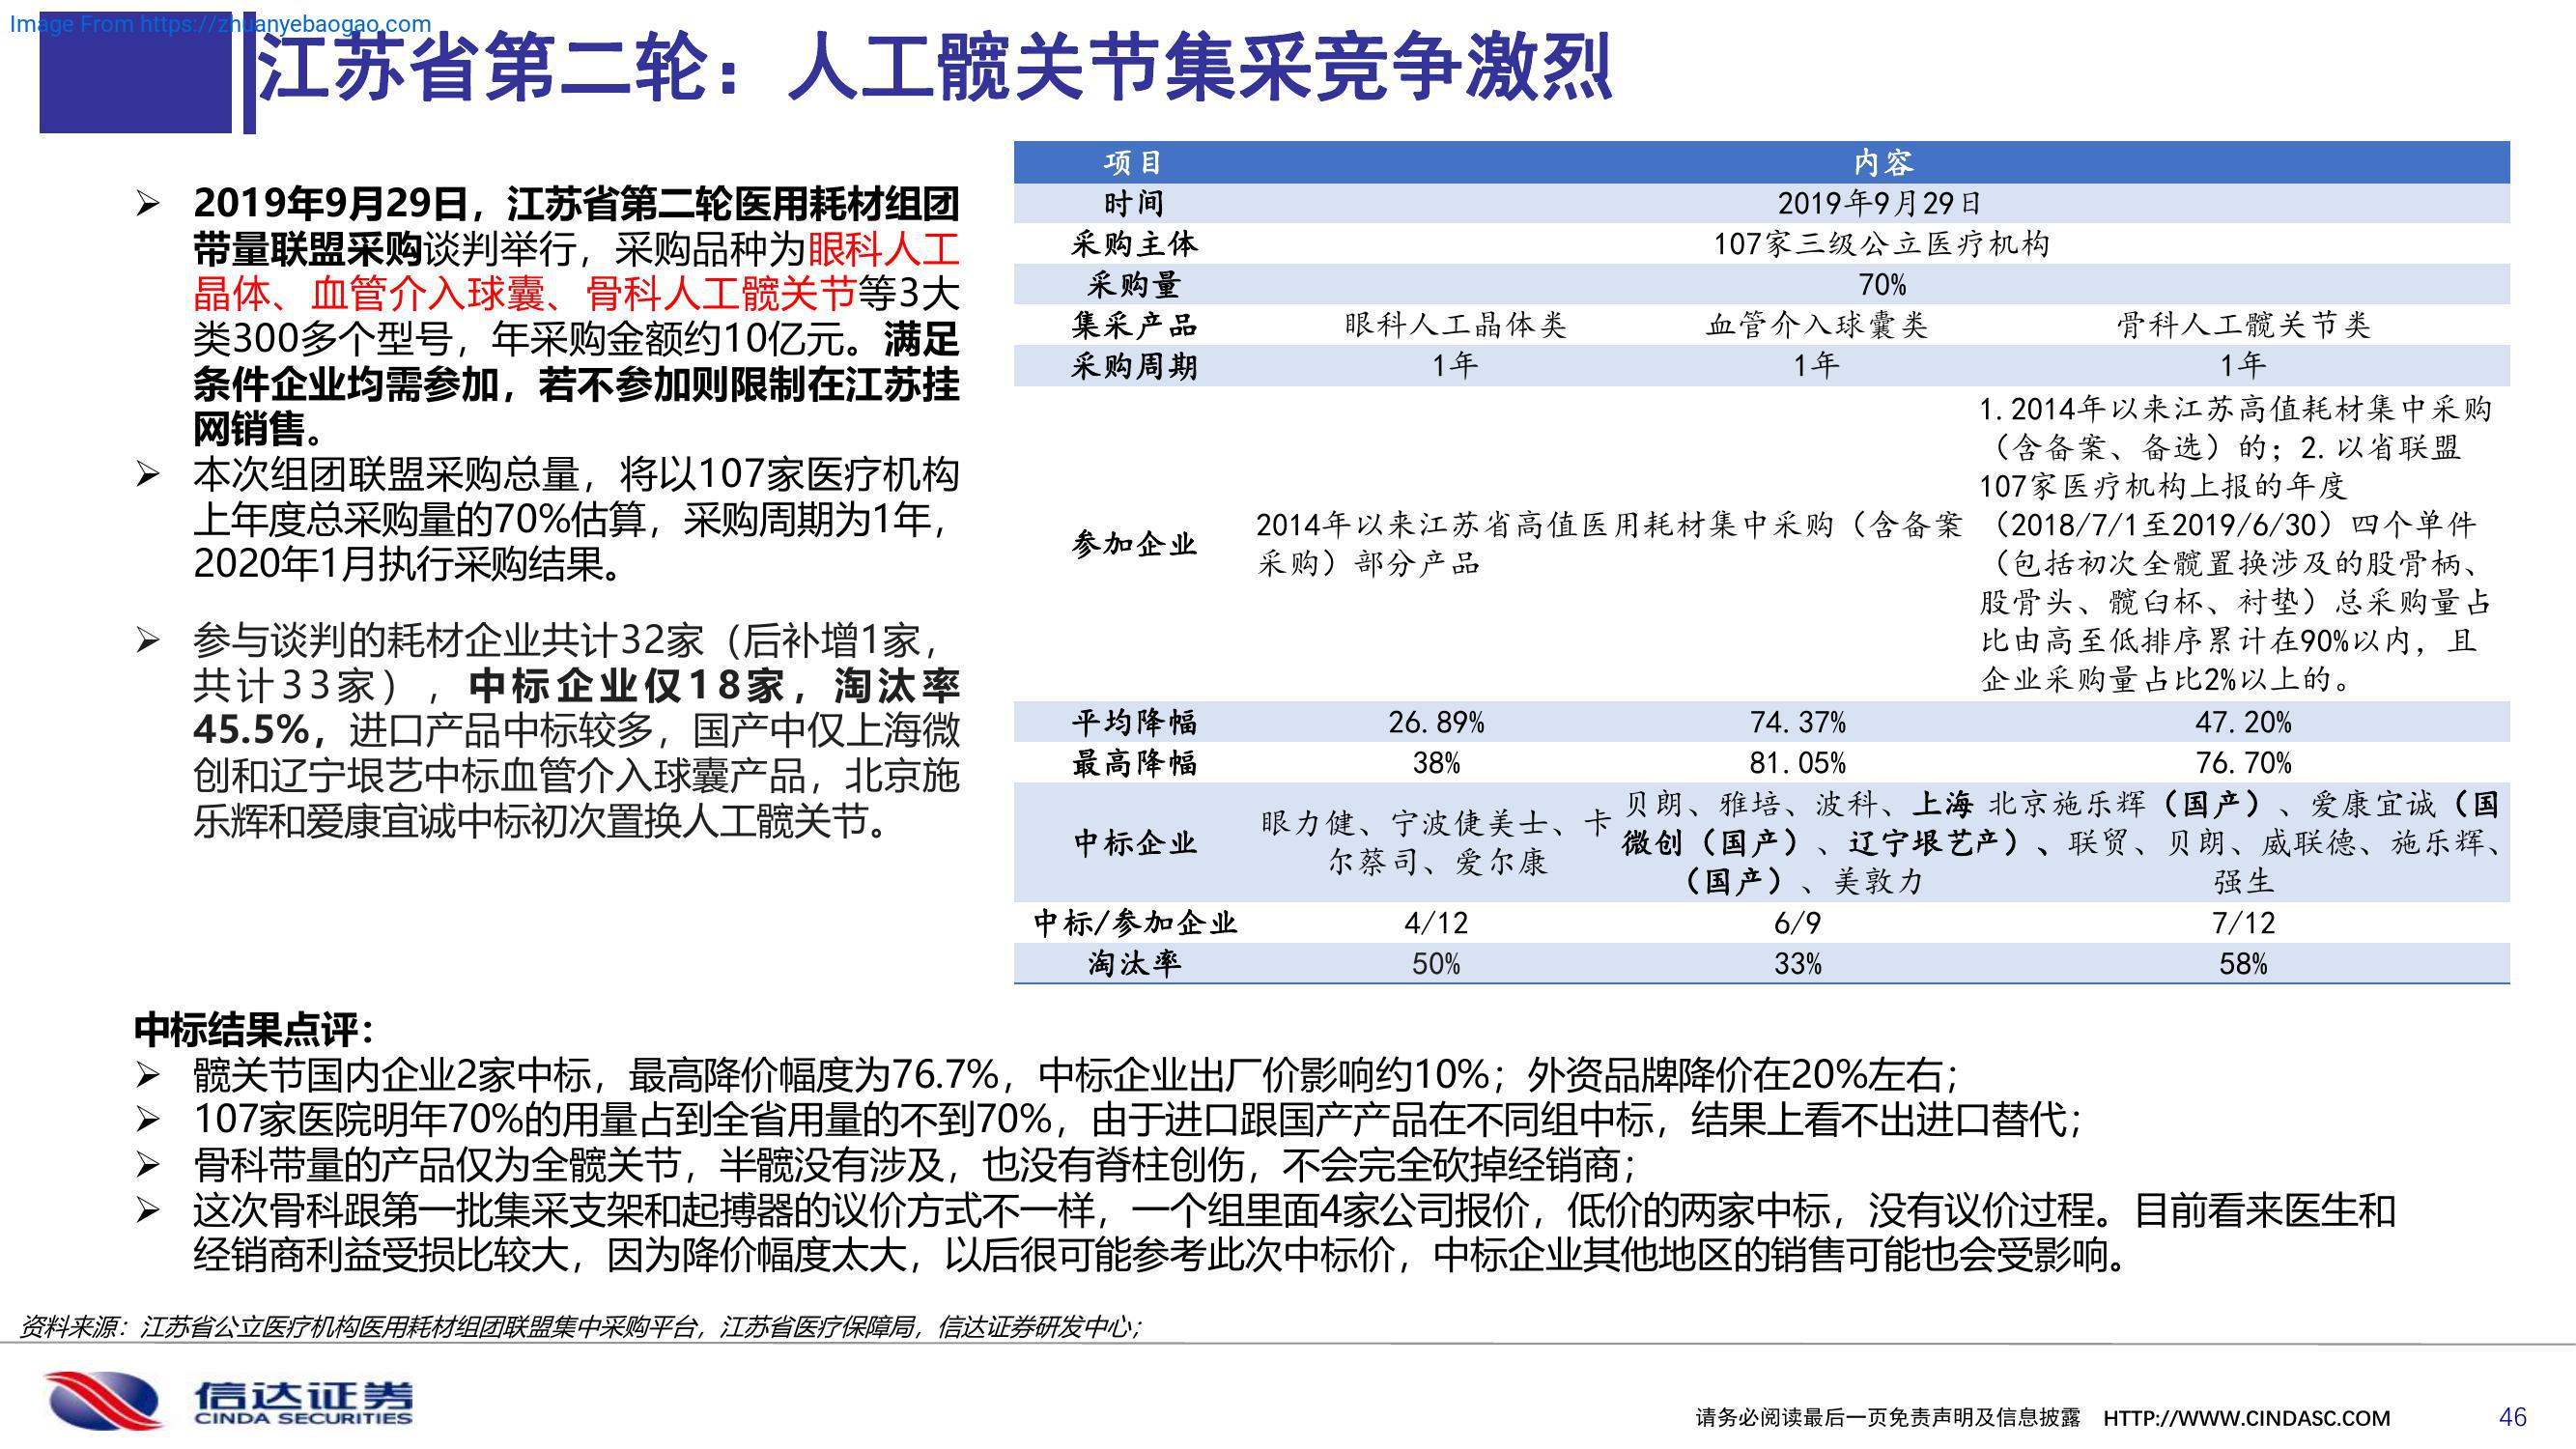 Image From https://zhuanyebaogao.com
江苏省第二轮：人工髋关节集采竞争激烈
➢ 2019年9月29日，江苏省第二轮医用耗材组团
带量联盟采购谈判举行，采购品种为眼科人工
晶体、血管介入球囊、骨科人工髋关节等3大
类300多个型号，年采购金额约10亿元。满足
条件企业均需参加，若不参加则限制在江苏挂
网销售。
➢ 本次组团联盟采购总量，将以107家医疗机构
上年度总采购量的70%估算，采购周期为1年，
2020年1月执行采购结果。
➢ 参与谈判的耗材企业共计32家（后补增1家，
共计33家），中标企业仅18家，淘汰率
45.5%，进口产品中标较多，国产中仅上海微
创和辽宁垠艺中标血管介入球囊产品，北京施
乐辉和爱康宜诚中标初次置换人工髋关节。
项目 内容
时间 2019年9月29日
采购主体 107家三级公立医疗机构
采购量 70%
集采产品 眼科人工晶体类 血管介入球囊类 骨科人工髋关节类
采购周期 1年 1年 1年
参加企业
2014年以来江苏省高值医用耗材集中采购（含备案
采购）部分产品
1.2014年以来江苏高值耗材集中采购
（含备案、备选）的；2.以省联盟
107家医疗机构上报的年度
（2018/7/1至2019/6/30）四个单件
（包括初次全髋置换涉及的股骨柄、
股骨头、髋臼杯、衬垫）总采购量占
比由高至低排序累计在90%以内，且
企业采购量占比2%以上的。
平均降幅 26.89% 74.37% 47.20%
最高降幅 38% 81.05% 76.70%
中标企业
眼力健、宁波倢美士、卡
尔蔡司、爱尔康
贝朗、雅培、波科、上海
微创（国产）、辽宁垠艺
（国产）、美敦力
北京施乐辉（国产）、爱康宜诚（国
产）、联贸、贝朗、威联德、施乐辉、
强生
中标/参加企业 4/12 6/9 7/12
淘汰率 50% 33% 58%
中标结果点评：
➢ 髋关节国内企业2家中标，最高降价幅度为76.7%，中标企业出厂价影响约10%；外资品牌降价在20%左右；
➢ 107家医院明年70%的用量占到全省用量的不到70%，由于进口跟国产产品在不同组中标，结果上看不出进口替代；
➢ 骨科带量的产品仅为全髋关节，半髋没有涉及，也没有脊柱创伤，不会完全砍掉经销商；
➢ 这次骨科跟第一批集采支架和起搏器的议价方式不一样，一个组里面4家公司报价，低价的两家中标，没有议价过程。目前看来医生和
经销商利益受损比较大，因为降价幅度太大，以后很可能参考此次中标价，中标企业其他地区的销售可能也会受影响。
资料来源：江苏省公立医疗机构医用耗材组团联盟集中采购平台，江苏省医疗保障局，信达证券研发中心；
信达证券
CINDA SECURITIES
请务必阅读最后一页免责声明及信息披露 HTTP://WWW.CINDASC.COM 46